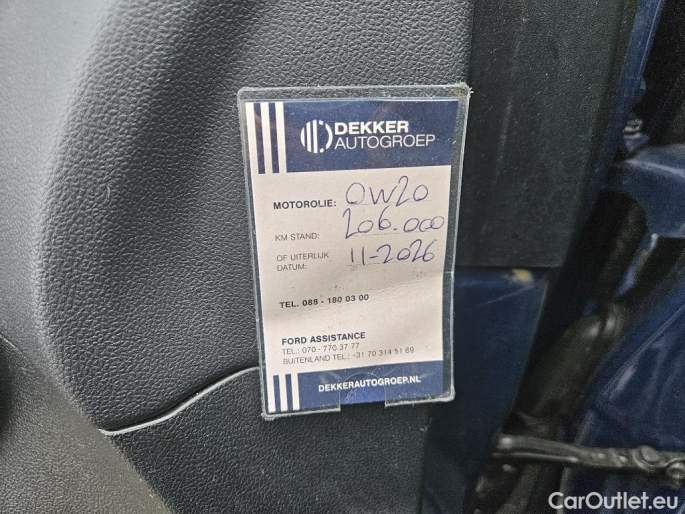 DEKKER
AUTOGROEP
MOTOROLIE: 0W20
KM STAND: 206.000
OF UITERLIJK
DATUM: 11-2026
TEL. 088 - 180 03 00
FORD ASSISTANCE
TEL.: 070 - 770 37 77
BUITENLAND TEL.: +31 70 314 51 69
DEKKERAUTOGROEP.NL
CarOutlet.eu